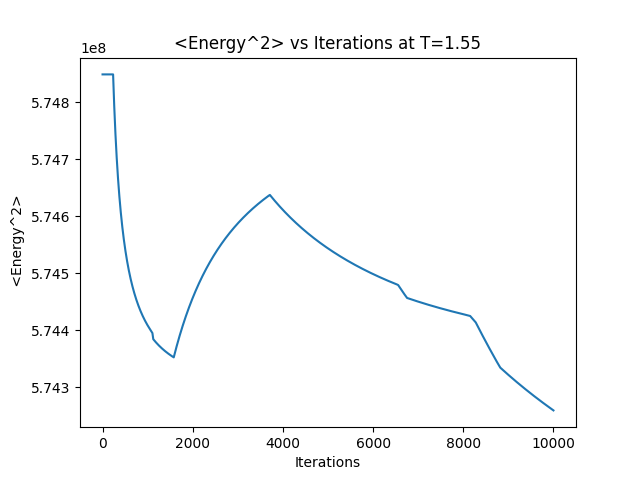 <Energy^2> vs Iterations at T=1.55
1e8
5.748
5.747
5.746
5.745
5.744
5.743
<Energy^2>
0 2000 4000 6000 8000 10000
Iterations